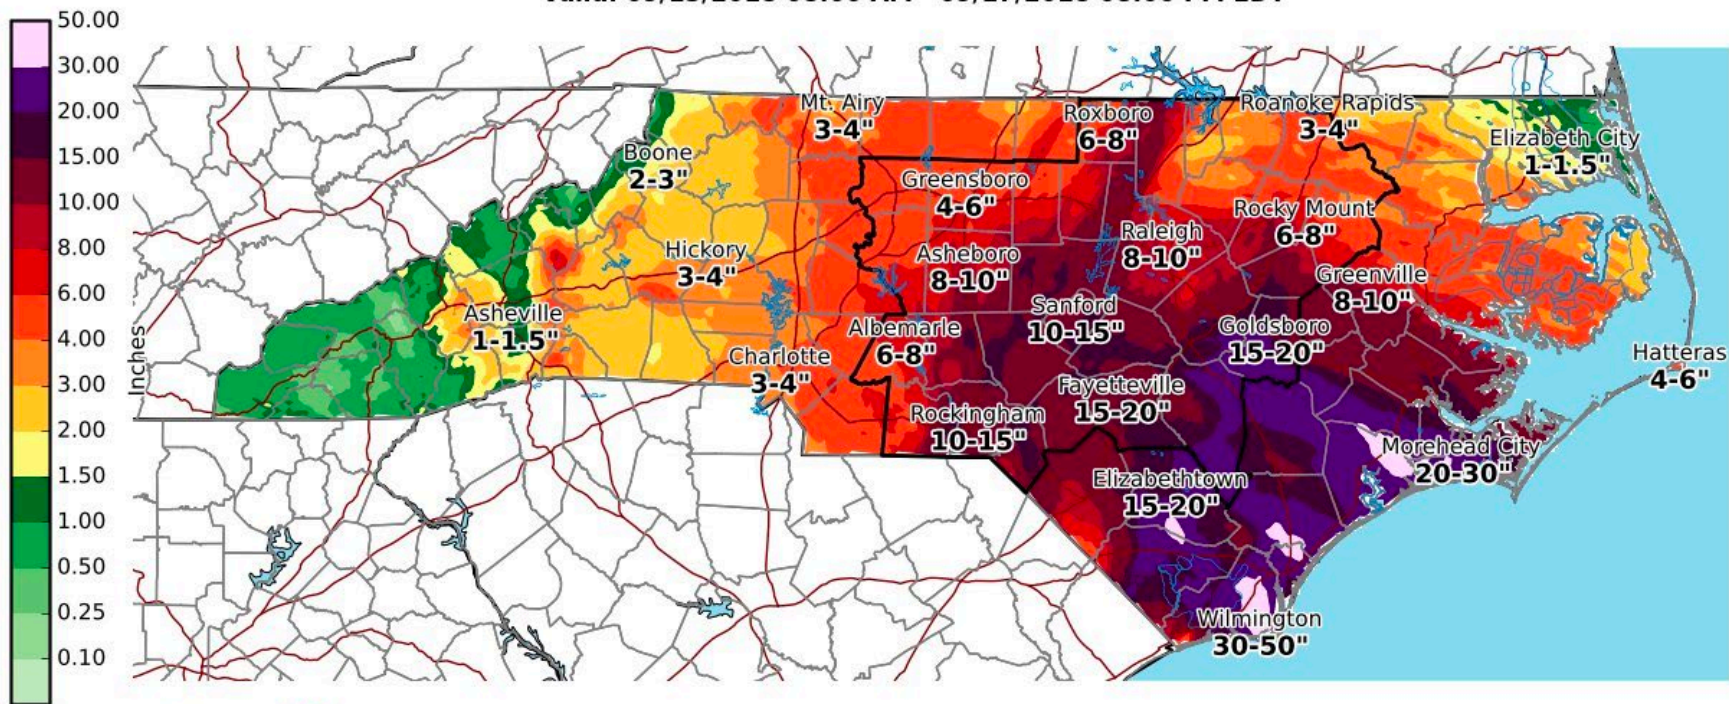 50.00
30.00
20.00
15.00
10.00
8.00
6.00
4.00
3.00
2.00
1.50
1.00
0.50
0.25
0.10
Inches
Mt. Airy
3-4"
Roxboro
6-8"
Roanoke Rapids
3-4"
Elizabeth City
1-1.5"
Boone
2-3"
Greensboro
4-6"
Rocky Mount
6-8"
Raleigh
8-10"
Hickory
3-4"
Asheboro
8-10"
Greenville
8-10"
Asheville
1-1.5"
Sanford
10-15"
Albemarle
6-8"
Goldsboro
15-20"
Charlotte
3-4"
Hatteras
4-6"
Fayetteville
15-20"
Rockingham
10-15"
Morehead City
20-30"
Elizabethtown
15-20"
Wilmington
30-50"